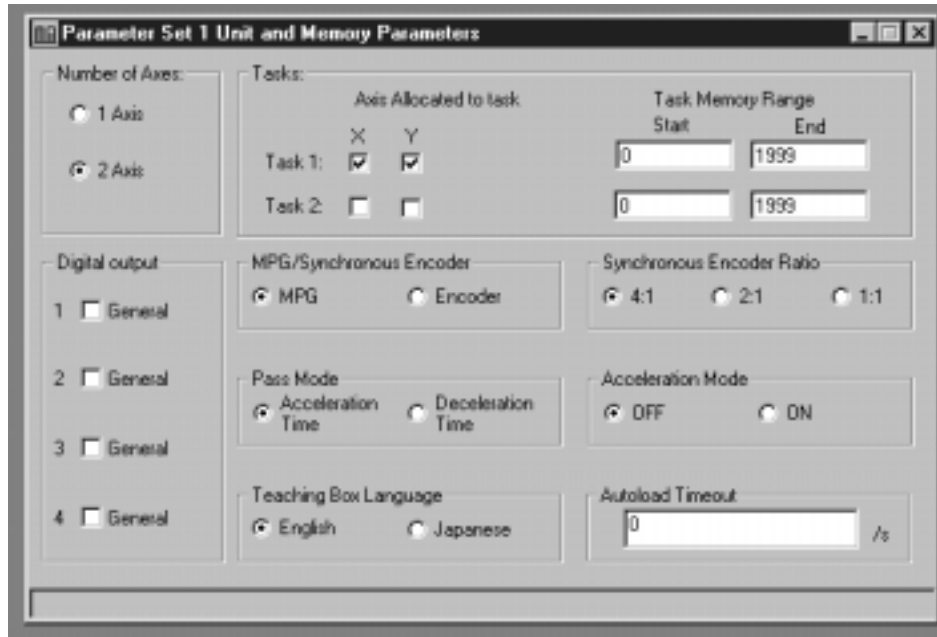 Parameter Set 1 Unit and Memory Parameters
Number of Axes:
1 Axis
2 Axis
Tasks:
Axis Allocated to task
Task Memory Range
X Y
Start End
Task 1:
0 1999
Task 2:
0 1999
Digital output
1 General
2 General
3 General
4 General
MPG/Synchronous Encoder
MPG Encoder
Synchronous Encoder Ratio
4:1 2:1 1:1
Pass Mode
Acceleration Time
Deceleration Time
Acceleration Mode
OFF ON
Teaching Box Language
English Japanese
Autoload Timeout
0 /s